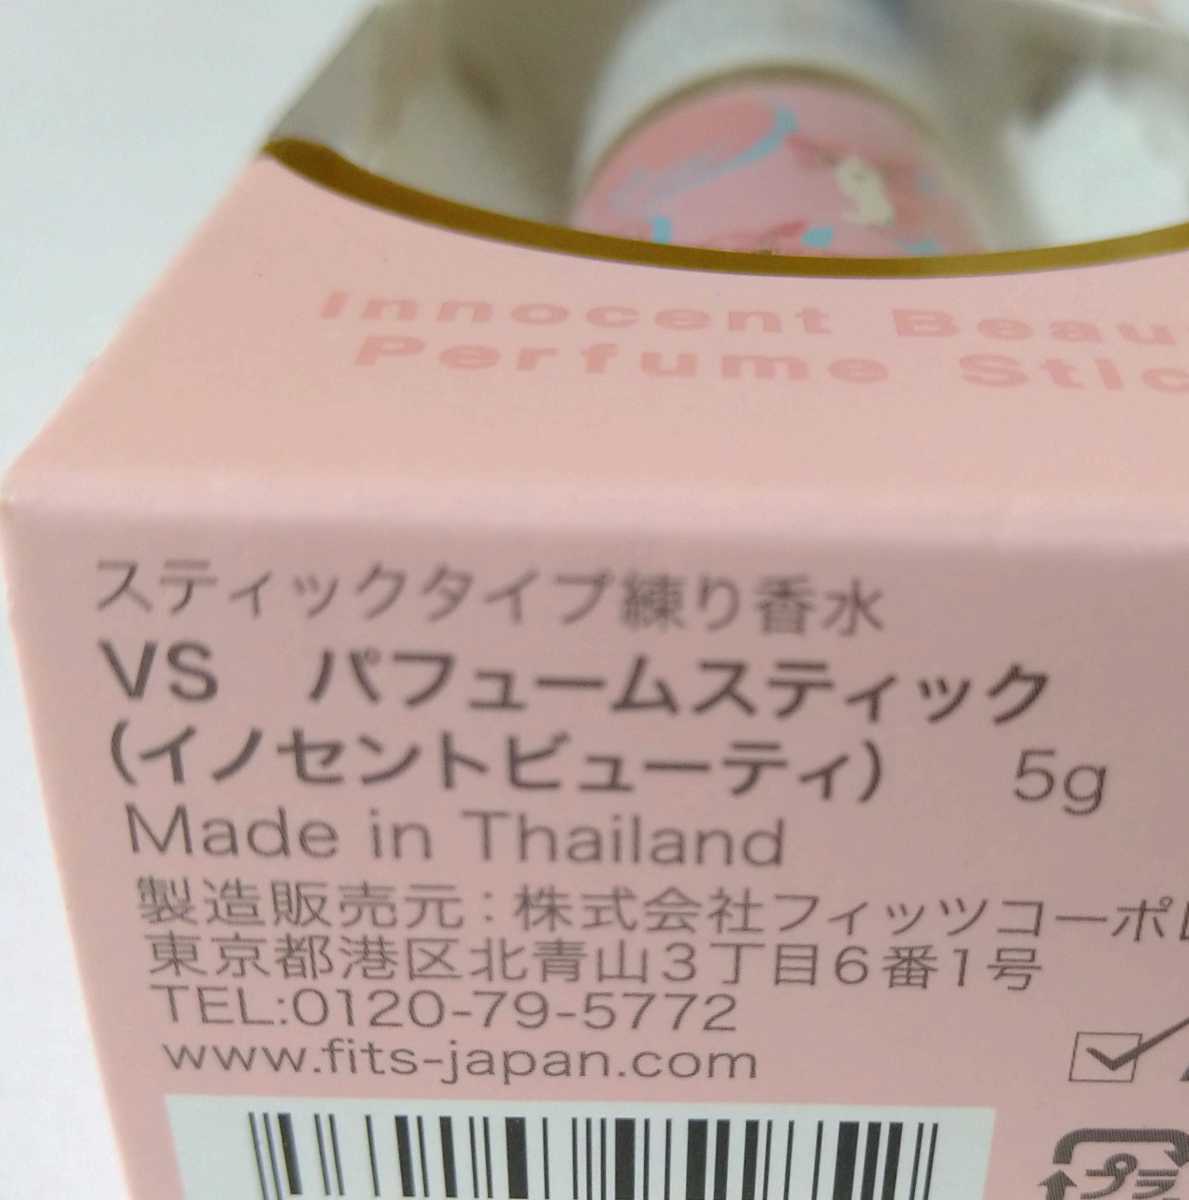 Innocent Beau
Perfume Stic
スティックタイプ練り香水
VS パフュームスティック
(イノセントビューティ) 5g
Made in Thailand
製造販売元:株式会社フィッツコーポレ
東京都港区北青山3丁目6番1号
TEL:0120-79-5772
www.fits-japan.com
プラ